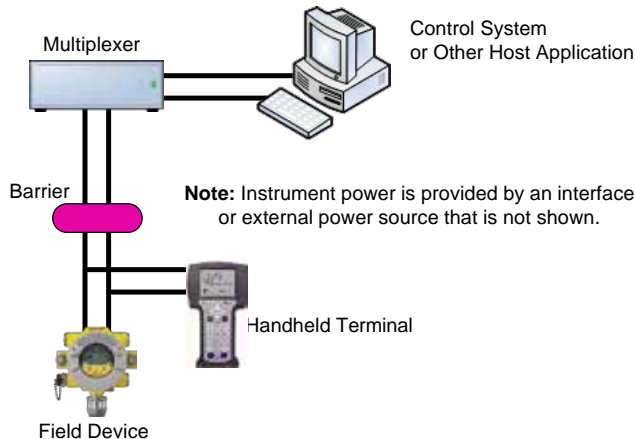 Control System
or Other Host Application
Multiplexer
Barrier
Note: Instrument power is provided by an interface
or external power source that is not shown.
Handheld Terminal
Field Device